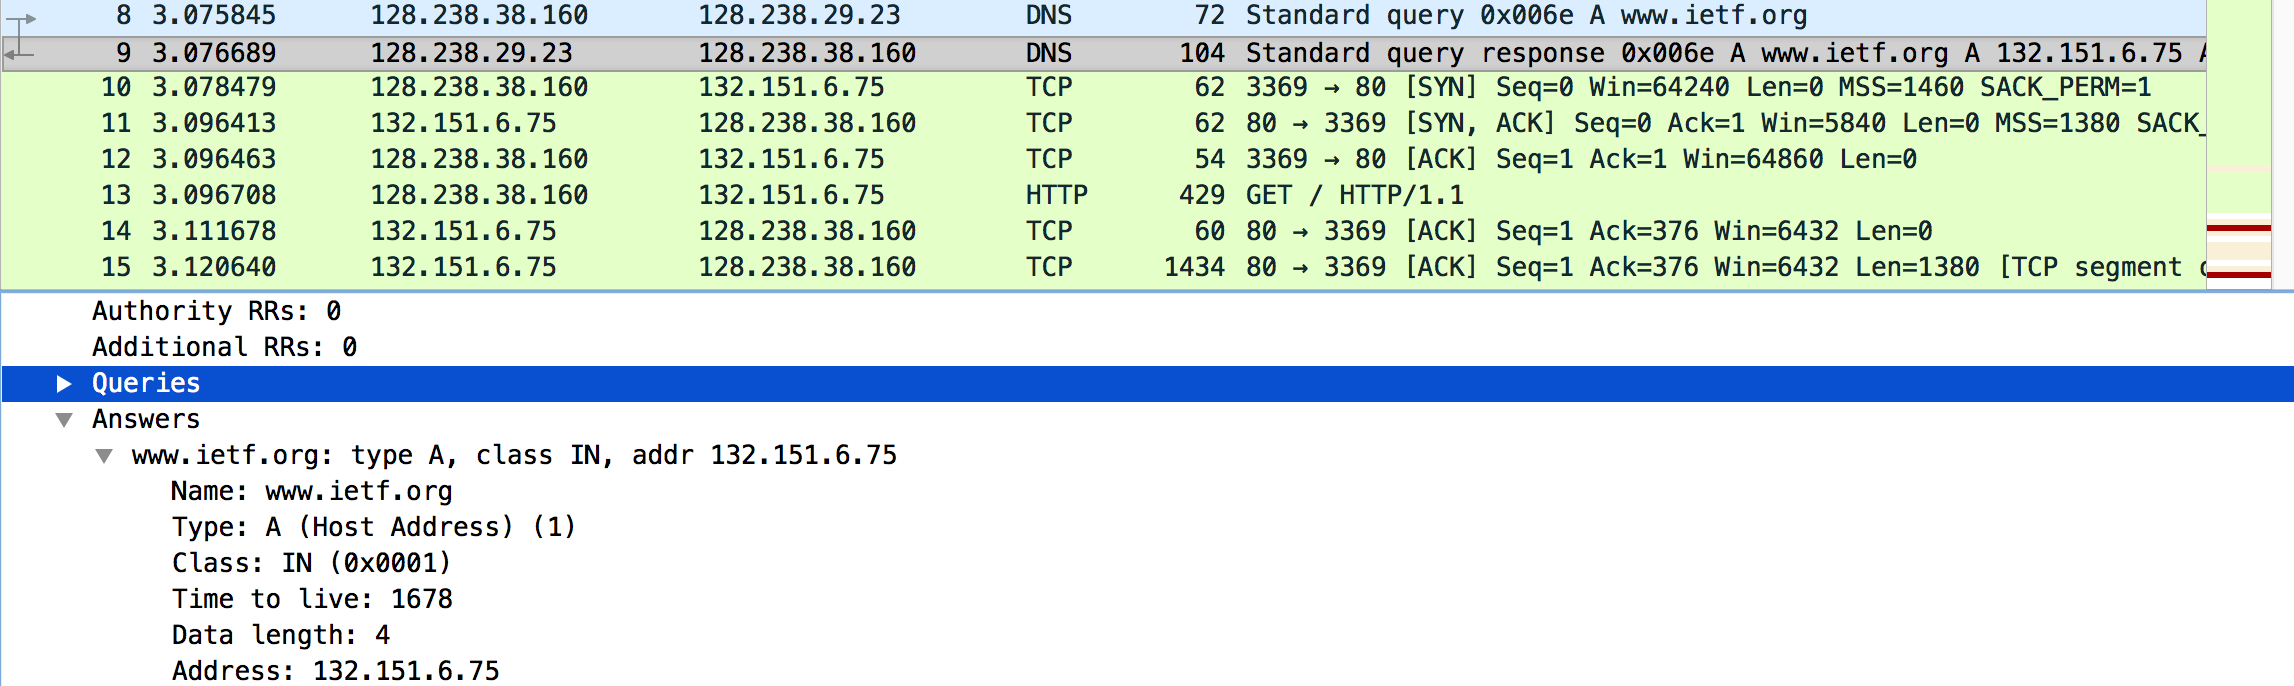 8 3.075845 128.238.38.160 128.238.29.23 DNS 72 Standard query 0x006e A www.ietf.org
9 3.076689 128.238.29.23 128.238.38.160 DNS 104 Standard query response 0x006e A www.ietf.org A 132.151.6.75 A
10 3.078479 128.238.38.160 132.151.6.75 TCP 62 3369 → 80 [SYN] Seq=0 Win=64240 Len=0 MSS=1460 SACK_PERM=1
11 3.096413 132.151.6.75 128.238.38.160 TCP 62 80 → 3369 [SYN, ACK] Seq=0 Ack=1 Win=5840 Len=0 MSS=1380 SACK_
12 3.096463 128.238.38.160 132.151.6.75 TCP 54 3369 → 80 [ACK] Seq=1 Ack=1 Win=64860 Len=0
13 3.096708 128.238.38.160 132.151.6.75 HTTP 429 GET / HTTP/1.1
14 3.111678 132.151.6.75 128.238.38.160 TCP 60 80 → 3369 [ACK] Seq=1 Ack=376 Win=6432 Len=0
15 3.120640 132.151.6.75 128.238.38.160 TCP 1434 80 → 3369 [ACK] Seq=1 Ack=376 Win=6432 Len=1380 [TCP segment
Authority RRs: 0
Additional RRs: 0
Queries
Answers
www.ietf.org: type A, class IN, addr 132.151.6.75
Name: www.ietf.org
Type: A (Host Address) (1)
Class: IN (0x0001)
Time to live: 1678
Data length: 4
Address: 132.151.6.75